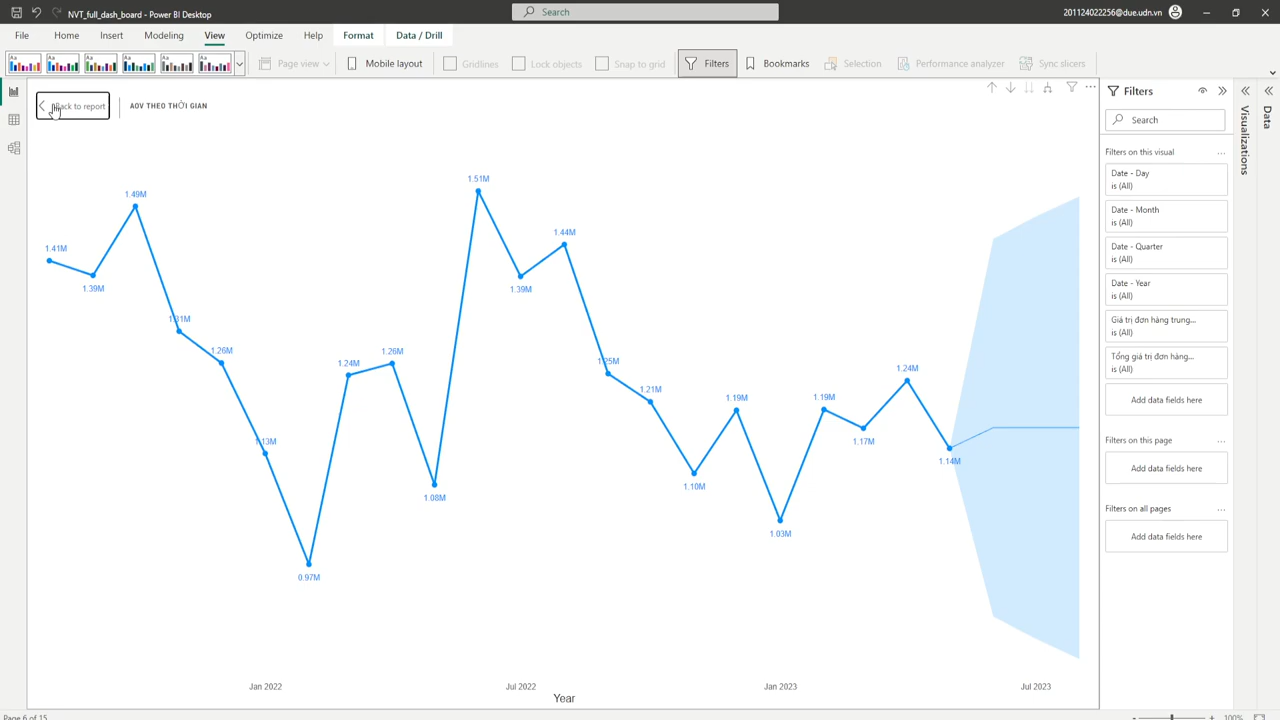 NVT_full_dash_board - Power BI Desktop
Search
201124022256@due.udn.vn
File Home Insert Modeling View Optimize Help Format Data / Drill
Aa Aa Aa Aa Aa Aa
Page view
Mobile layout
Gridlines
Lock objects
Snap to grid
Filters
Bookmarks
Selection
Performance analyzer
Sync slicers
Back to report
AOV THEO THỜI GIAN
1.41M
1.39M
1.49M
1.31M
1.26M
1.13M
0.97M
1.24M
1.26M
1.08M
1.51M
1.39M
1.44M
1.25M
1.21M
1.10M
1.19M
1.03M
1.19M
1.17M
1.24M
1.14M
Jan 2022
Jul 2022
Jan 2023
Jul 2023
Year
Filters
Search
Filters on this visual ...
Date - Day
is (All)
Date - Month
is (All)
Date - Quarter
is (All)
Date - Year
is (All)
Giá trị đơn hàng trung...
is (All)
Tổng giá trị đơn hàng...
is (All)
Add data fields here
Filters on this page ...
Add data fields here
Filters on all pages ...
Add data fields here
Visualizations
Data
Page 6 of 15
100%